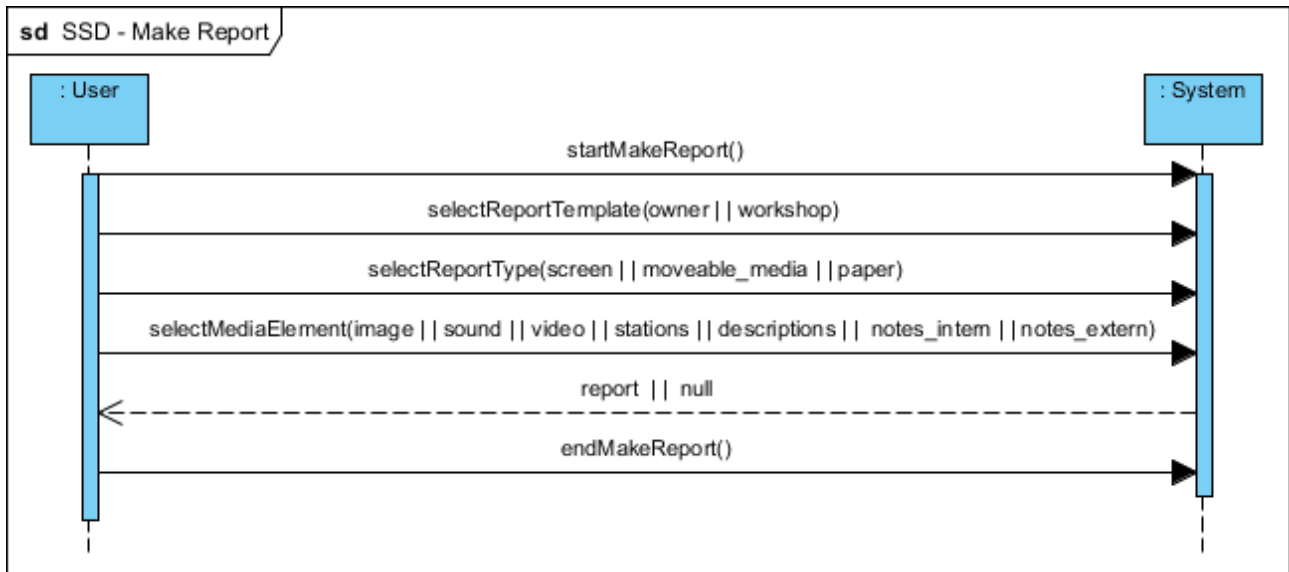 sd SSD - Make Report
: User
: System
startMakeReport()
selectReportTemplate(owner || workshop)
selectReportType(screen || moveable_media ||paper)
selectMediaElement(image || sound || video || stations || descriptions || notes_intern ||notes_extern)
report || null
endMakeReport()